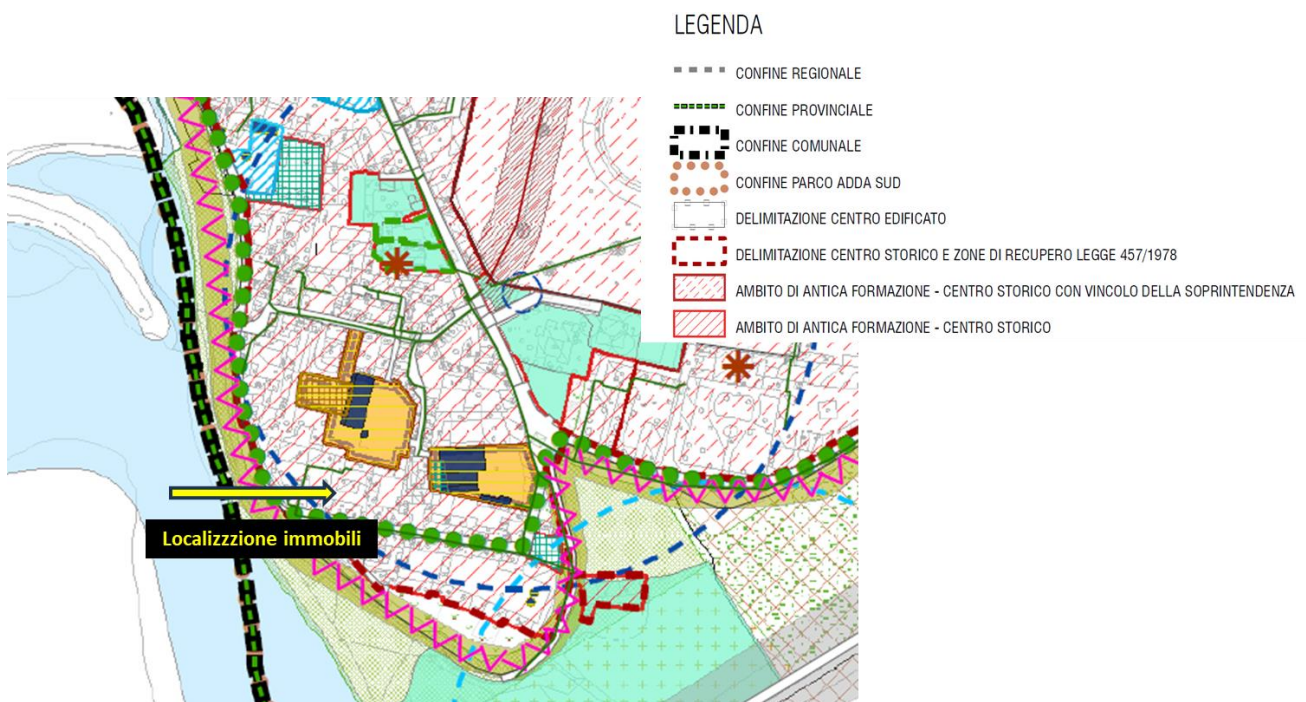 LEGENDA
CONFINE REGIONALE
CONFINE PROVINCIALE
CONFINE COMUNALE
CONFINE PARCO ADDA SUD
DELIMITAZIONE CENTRO EDIFICATO
DELIMITAZIONE CENTRO STORICO E ZONE DI RECUPERO LEGGE 457/1978
AMBITO DI ANTICA FORMAZIONE - CENTRO STORICO CON VINCOLO DELLA SOPRINTENDENZA
AMBITO DI ANTICA FORMAZIONE - CENTRO STORICO
Localizzzione immobili